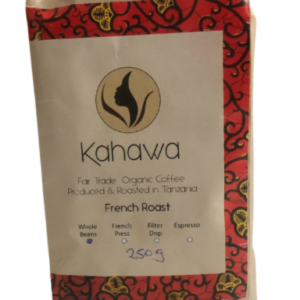 Kahawa
Fair Trade Organic Coffee
Produced & Roasted in Tanzania
French Roast
Whole Beans
French Press
Filter Drip
Espresso
250g